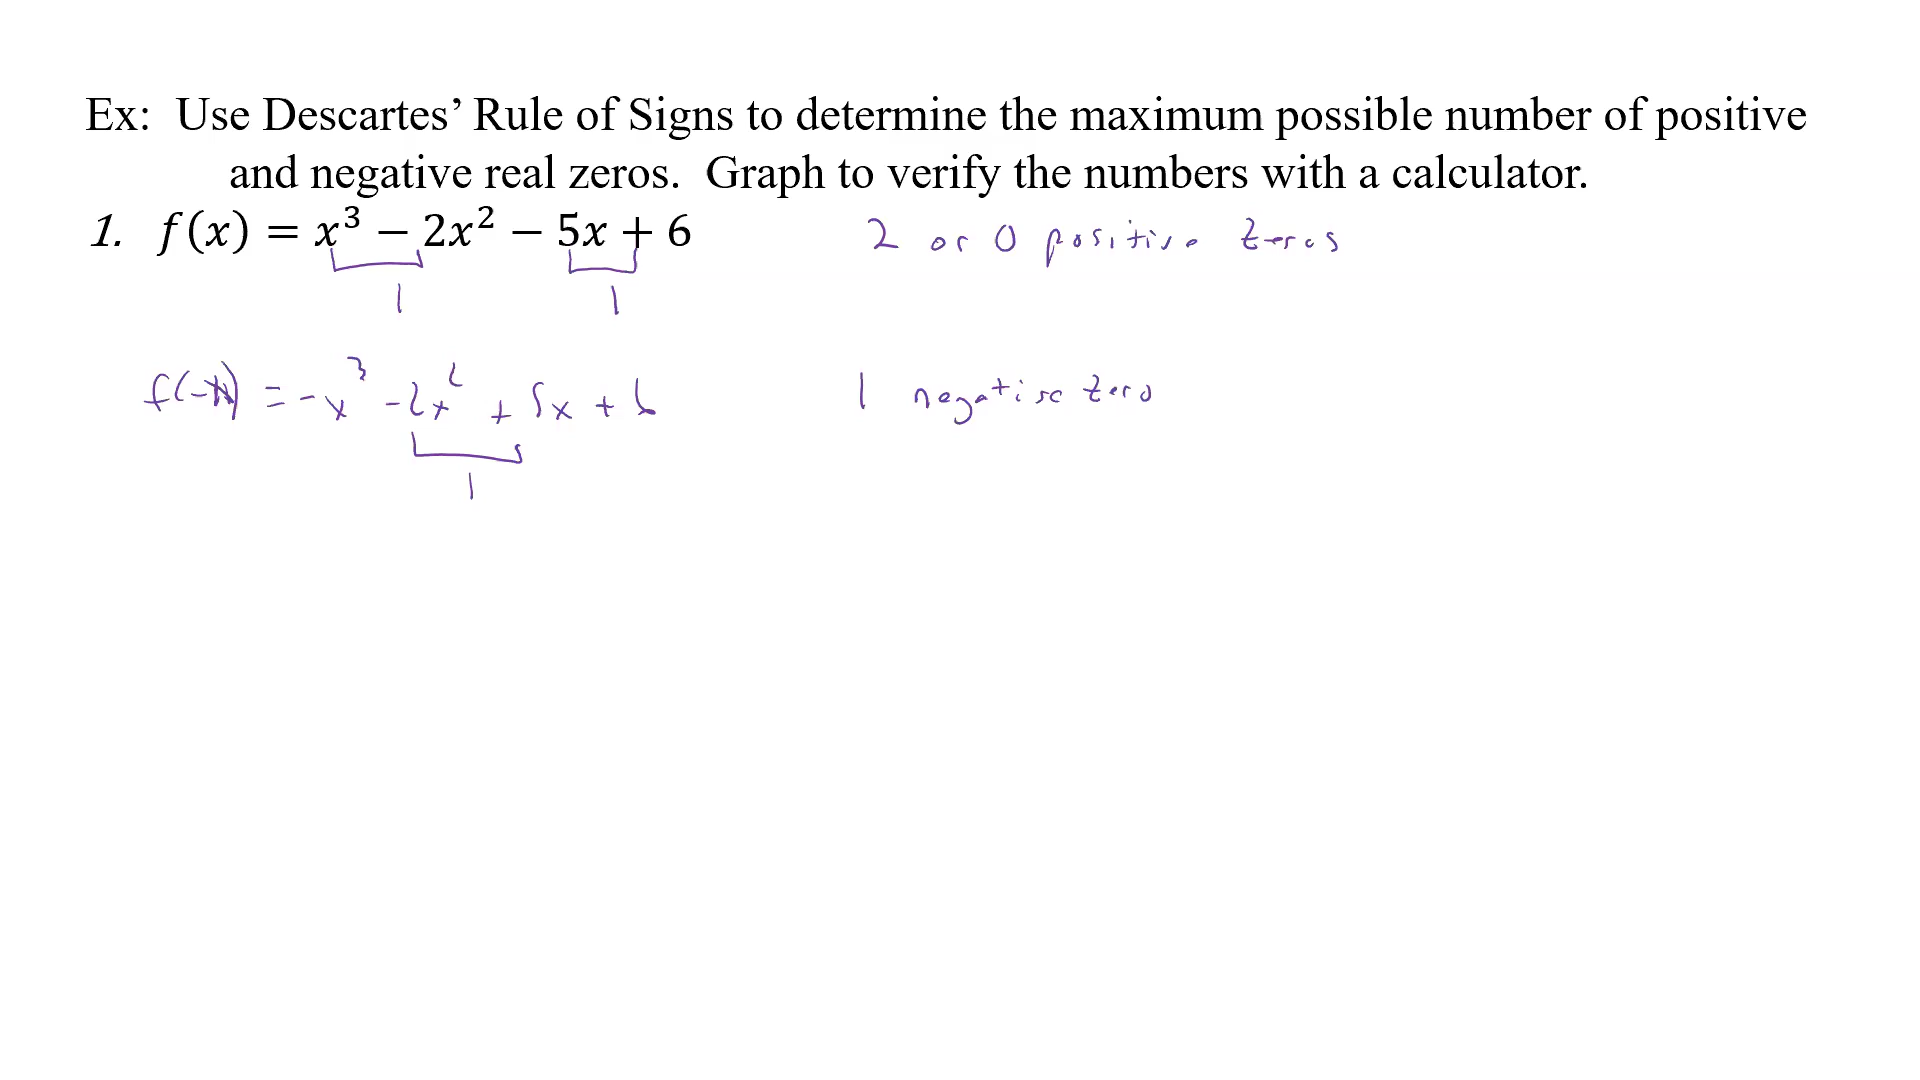 Ex: Use Descartes’ Rule of Signs to determine the maximum possible number of positive
and negative real zeros. Graph to verify the numbers with a calculator.
1. f(x) = x³ − 2x² − 5x + 6 2 or 0 positive zeros
1 1
f(-x) = -x³ - 2x² + 5x + 6 1 negative zero
1